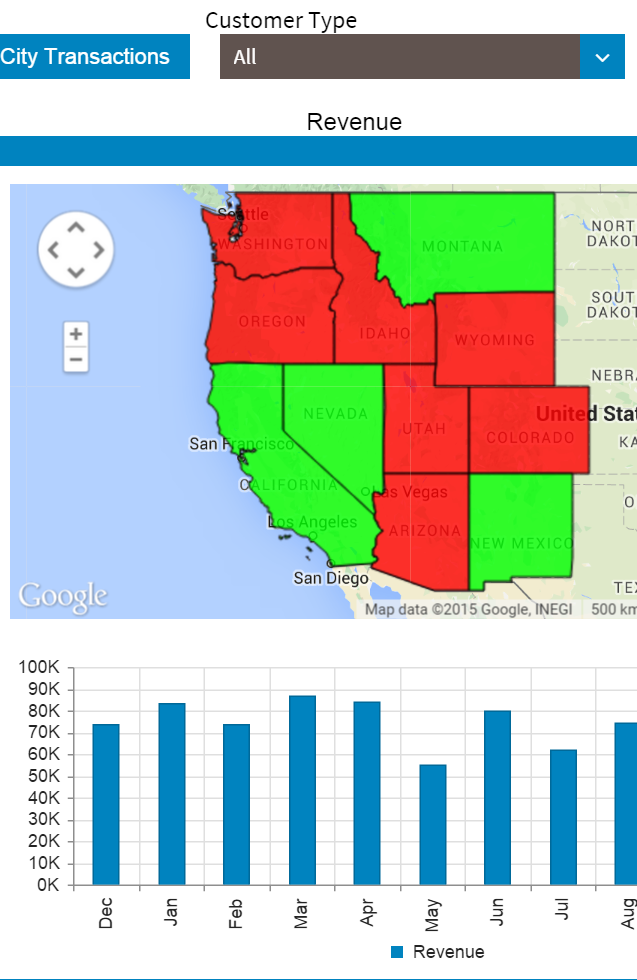 Customer Type
City Transactions
All
Revenue
Seattle
WASHINGTON
MONTANA
NORT
DAKOT
OREGON
IDAHO
WYOMING
SOUT
DAKOT
+
−
NEBR
NEVADA
UTAH
COLORADO
United Stat
San Francisco
KA
CALIFORNIA
Las Vegas
O
Los Angeles
ARIZONA
NEW MEXICO
San Diego
TEX
Google
Map data ©2015 Google, INEGI
500 km
100K
90K
80K
70K
60K
50K
40K
30K
20K
10K
0K
Dec
Jan
Feb
Mar
Apr
May
Jun
Jul
Aug
Revenue